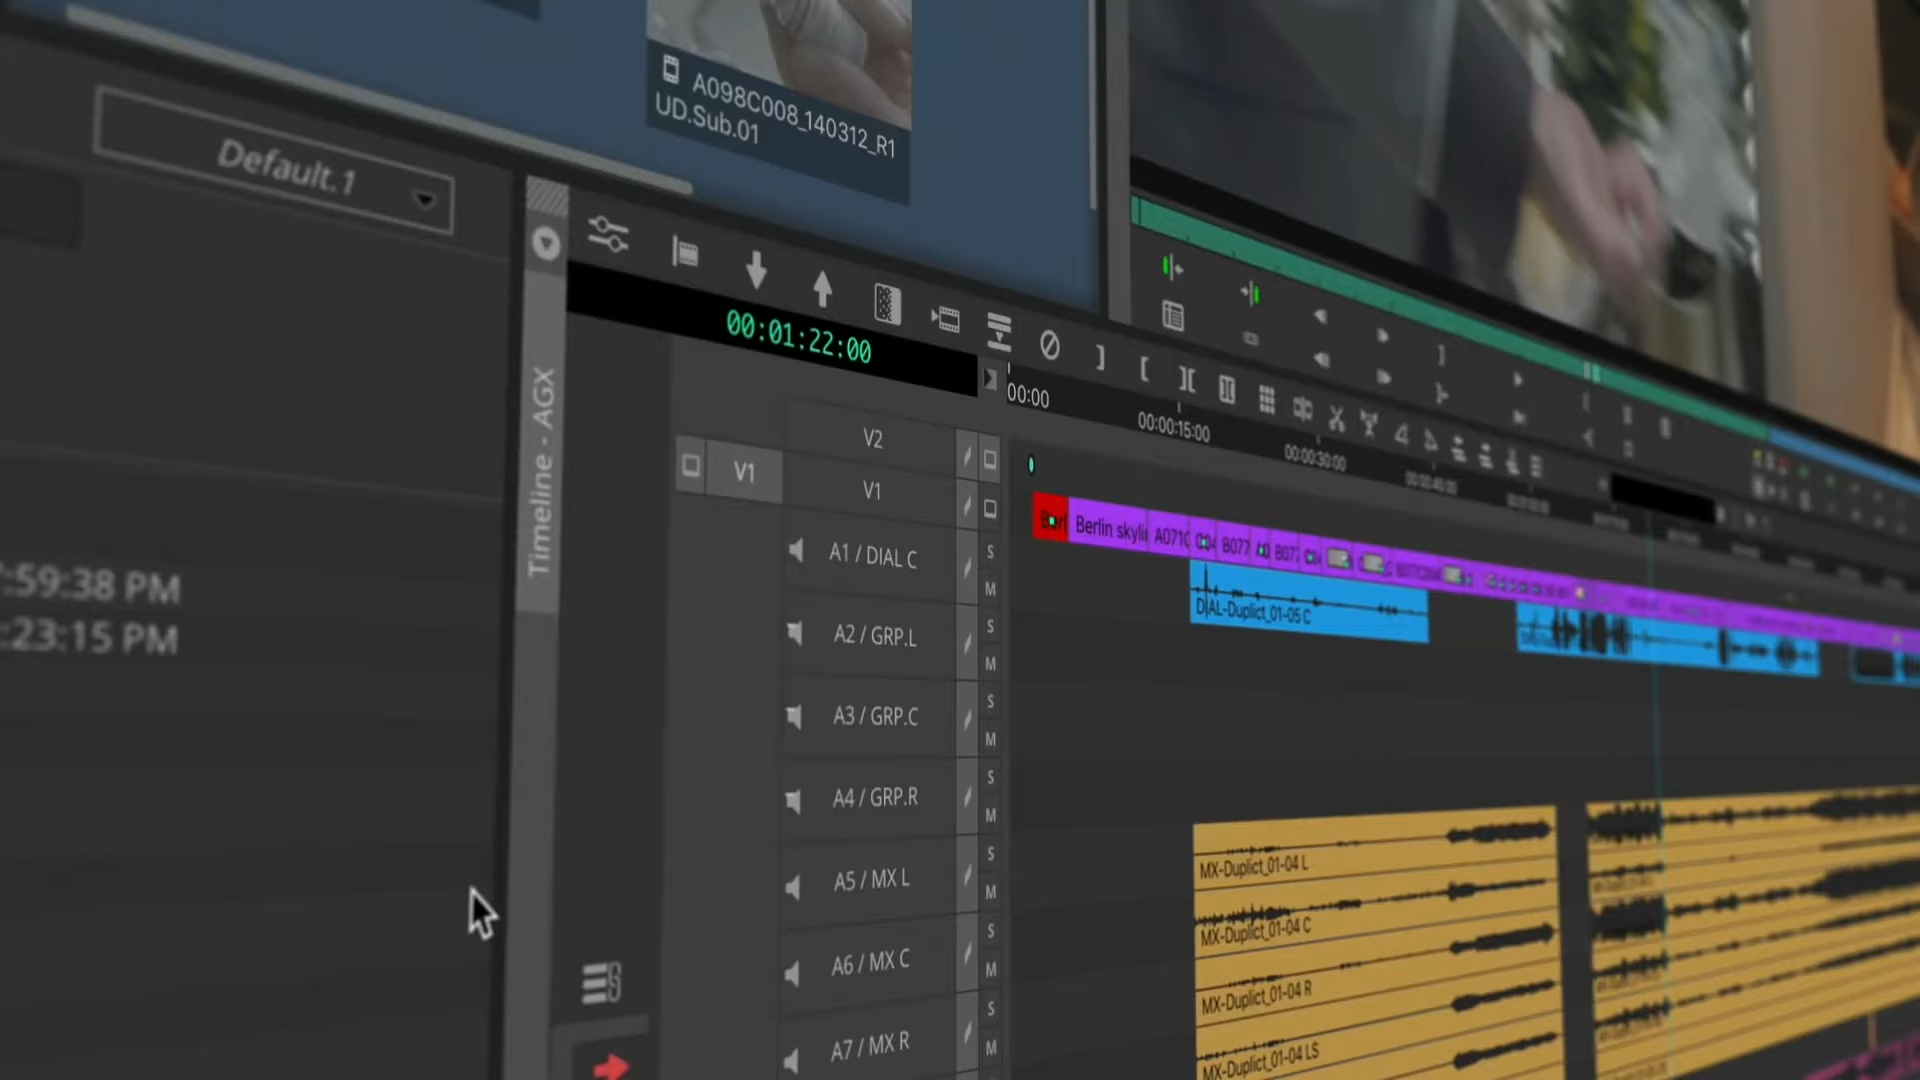 A098C008_140312_R1
UD.Sub.01
Default.1
:59:38 PM
:23:15 PM
Timeline - AGX
00:01:22:00
00:00
00:00:15:00
00:00:30:00
V2
V1
V1
A1 / DIAL C
S
M
A2 / GRP.L
S
M
A3 / GRP.C
S
M
A4 / GRP.R
S
M
A5 / MX L
S
M
A6 / MX C
S
M
A7 / MX R
S
M
Berlin skylin
A071C
B077
DIAL-Duplict_01-05 C
MX-Duplict_01-04 L
MX-Duplict_01-04 C
MX-Duplict_01-04 R
MX-Duplict_01-04 LS